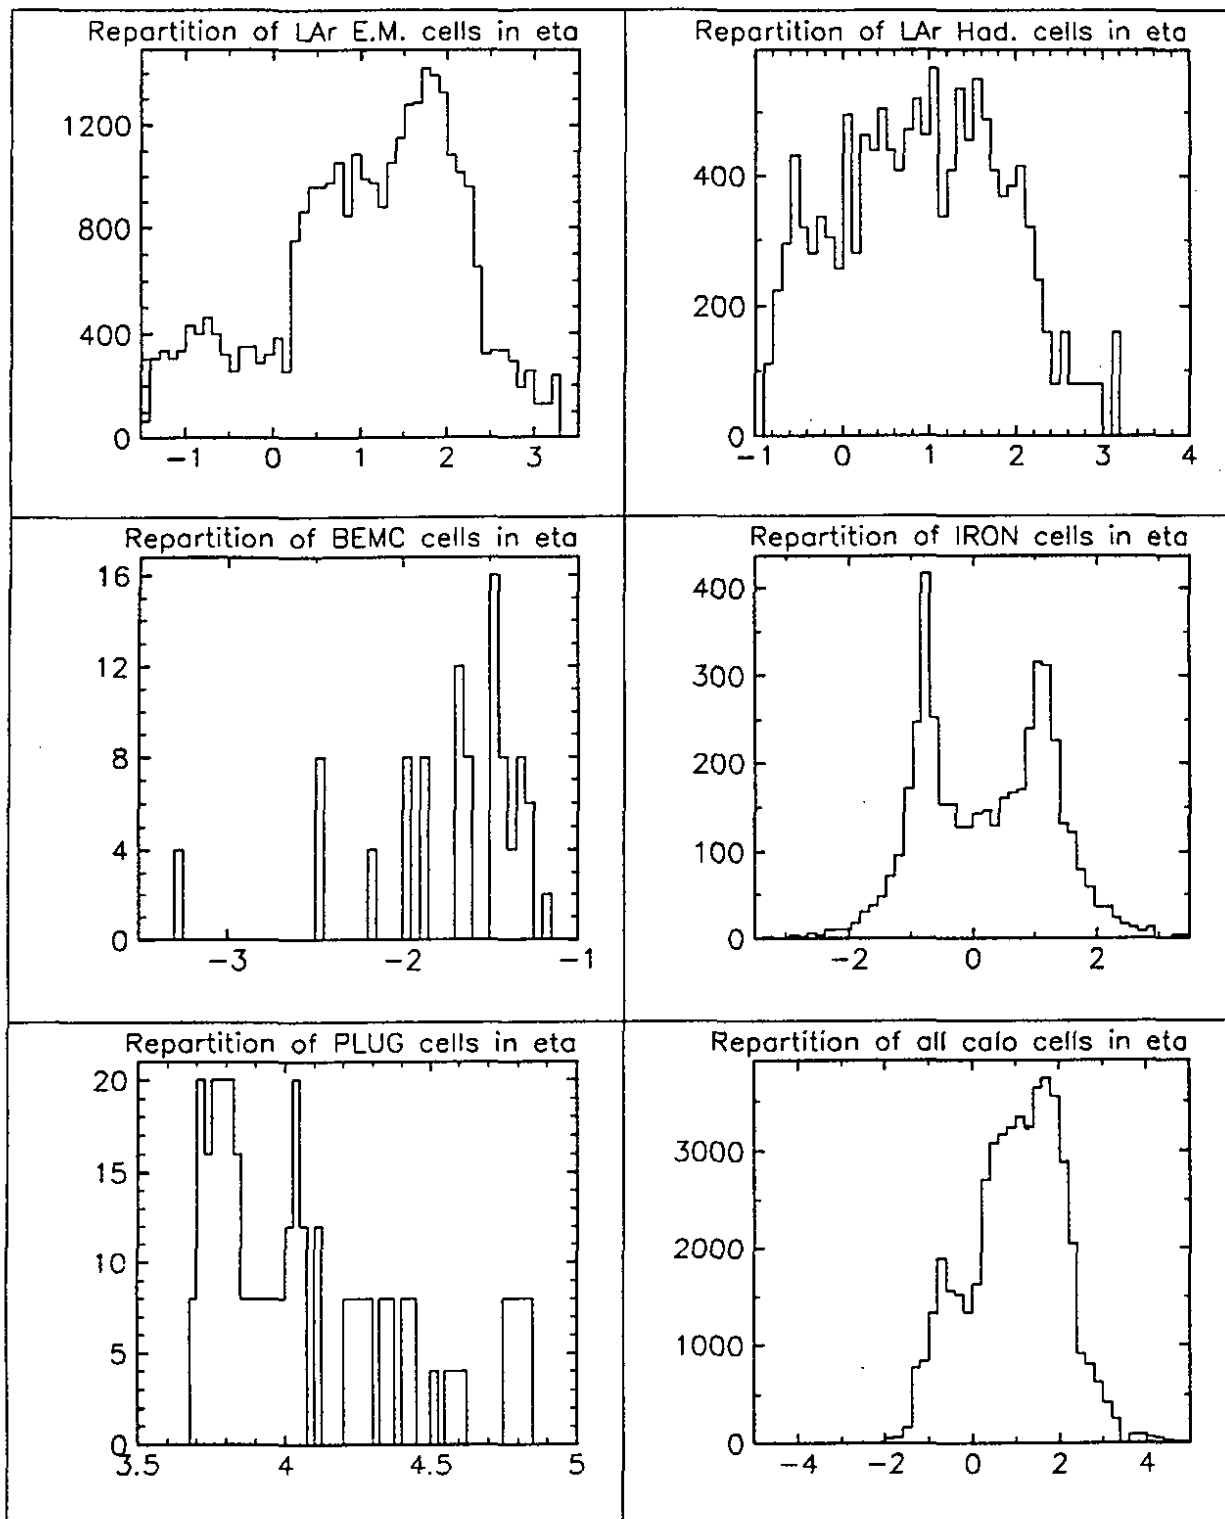 Repartition of LAr E.M. cells in eta
1200
800
400
0
-1 0 1 2 3
Repartition of LAr Had. cells in eta
400
200
0
-1 0 1 2 3 4
Repartition of BEMC cells in eta
16
12
8
4
0
-3 -2 -1
Repartition of IRON cells in eta
400
300
200
100
0
-2 0 2
Repartition of PLUG cells in eta
20
15
10
5
0
3.5 4 4.5 5
Repartition of all calo cells in eta
3000
2000
1000
0
-4 -2 0 2 4